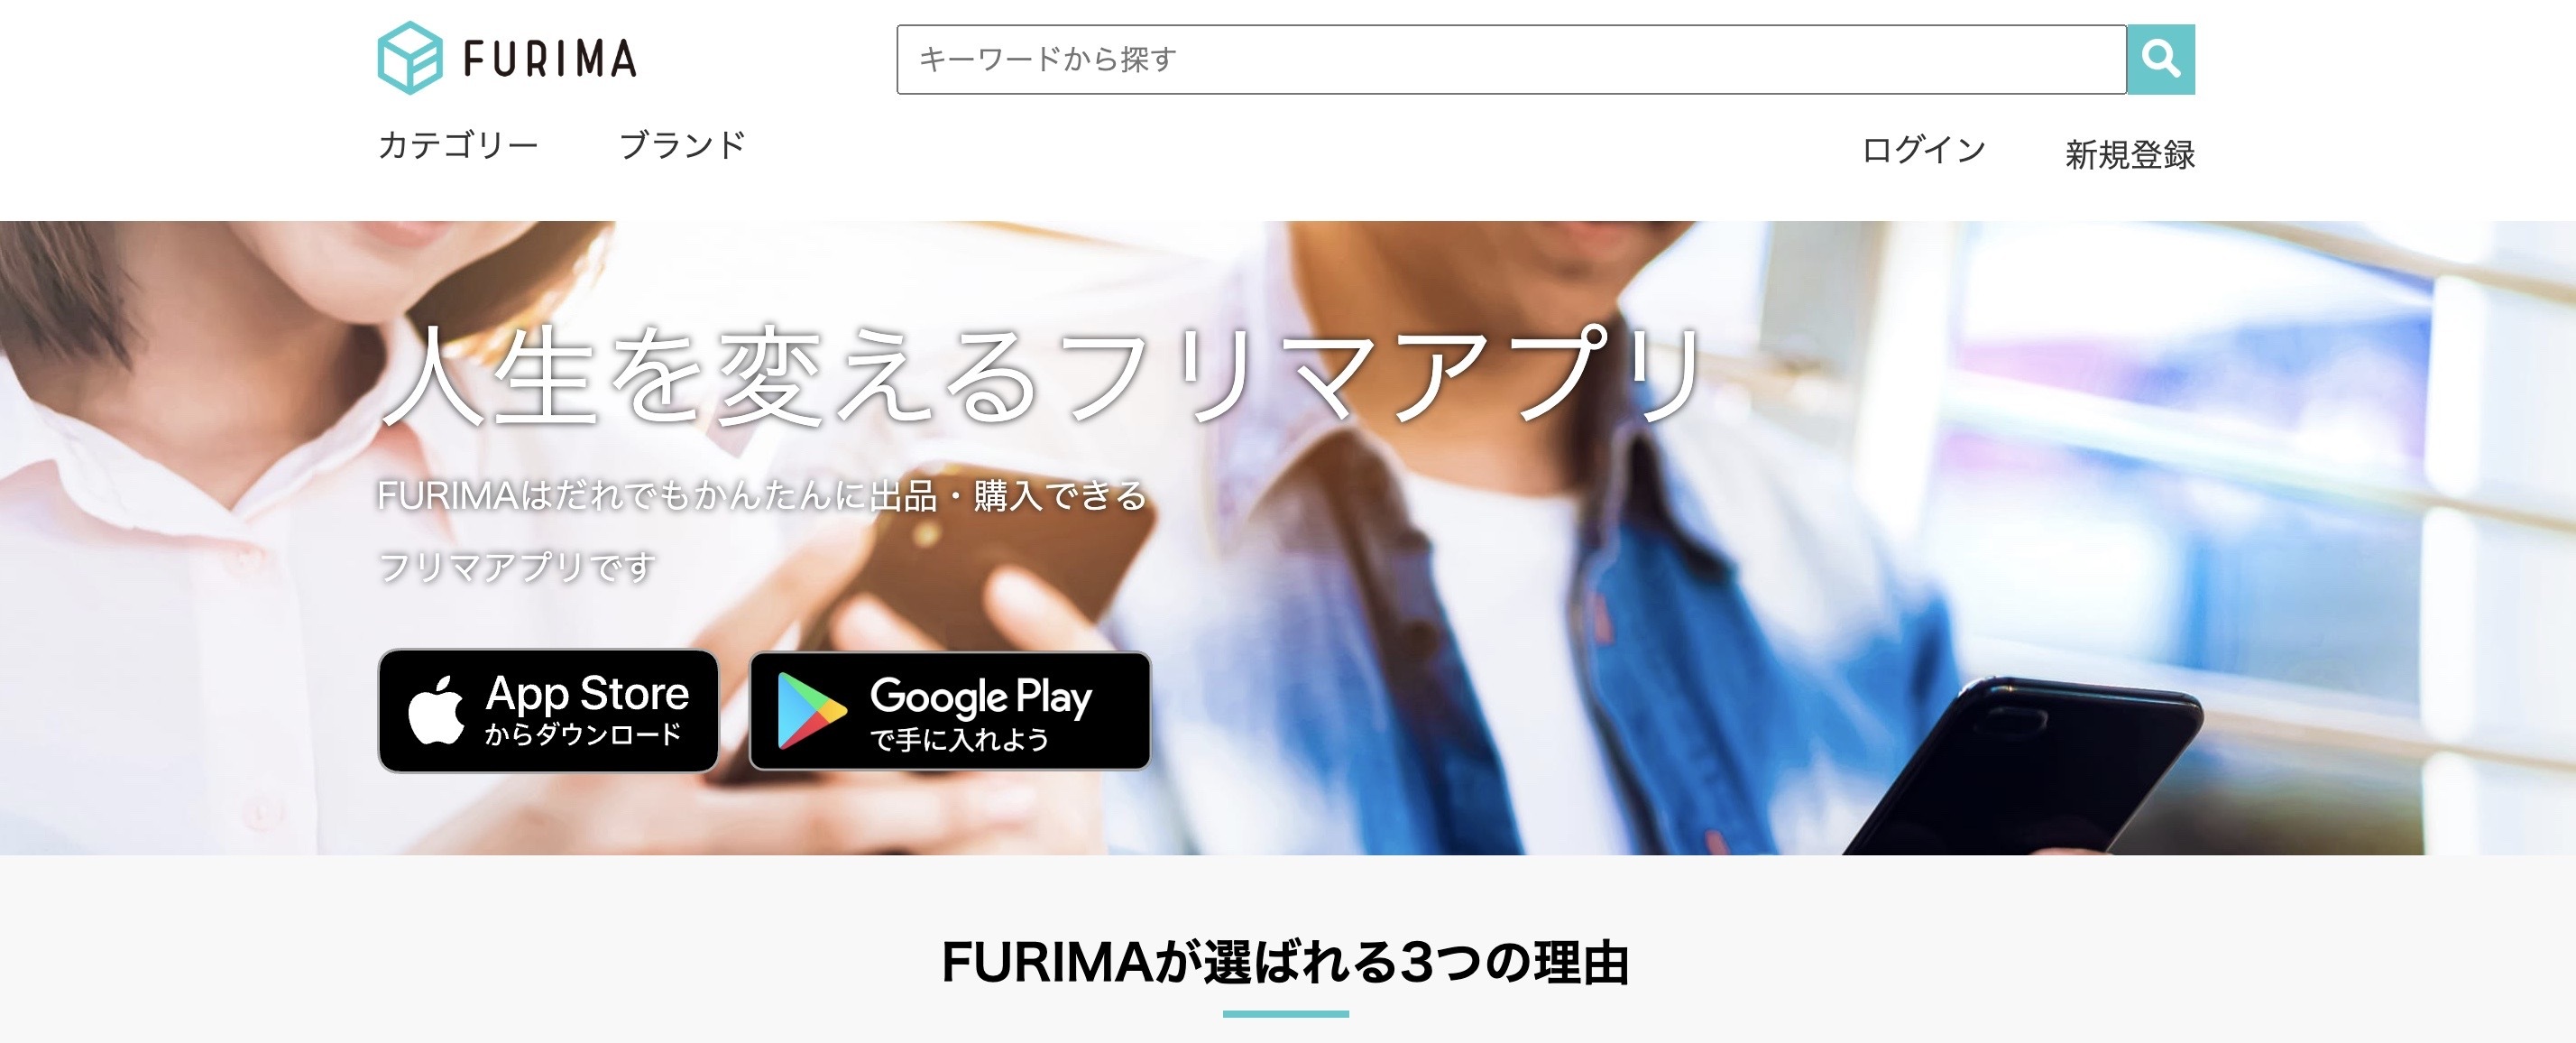 FURIMA
キーワードから探す
カテゴリー ブランド ログイン 新規登録
人生を変えるフリマアプリ
FURIMAはだれでもかんたんに出品・購入できる
フリマアプリです
App Store
からダウンロード
Google Play
で手に入れよう
FURIMAが選ばれる3つの理由